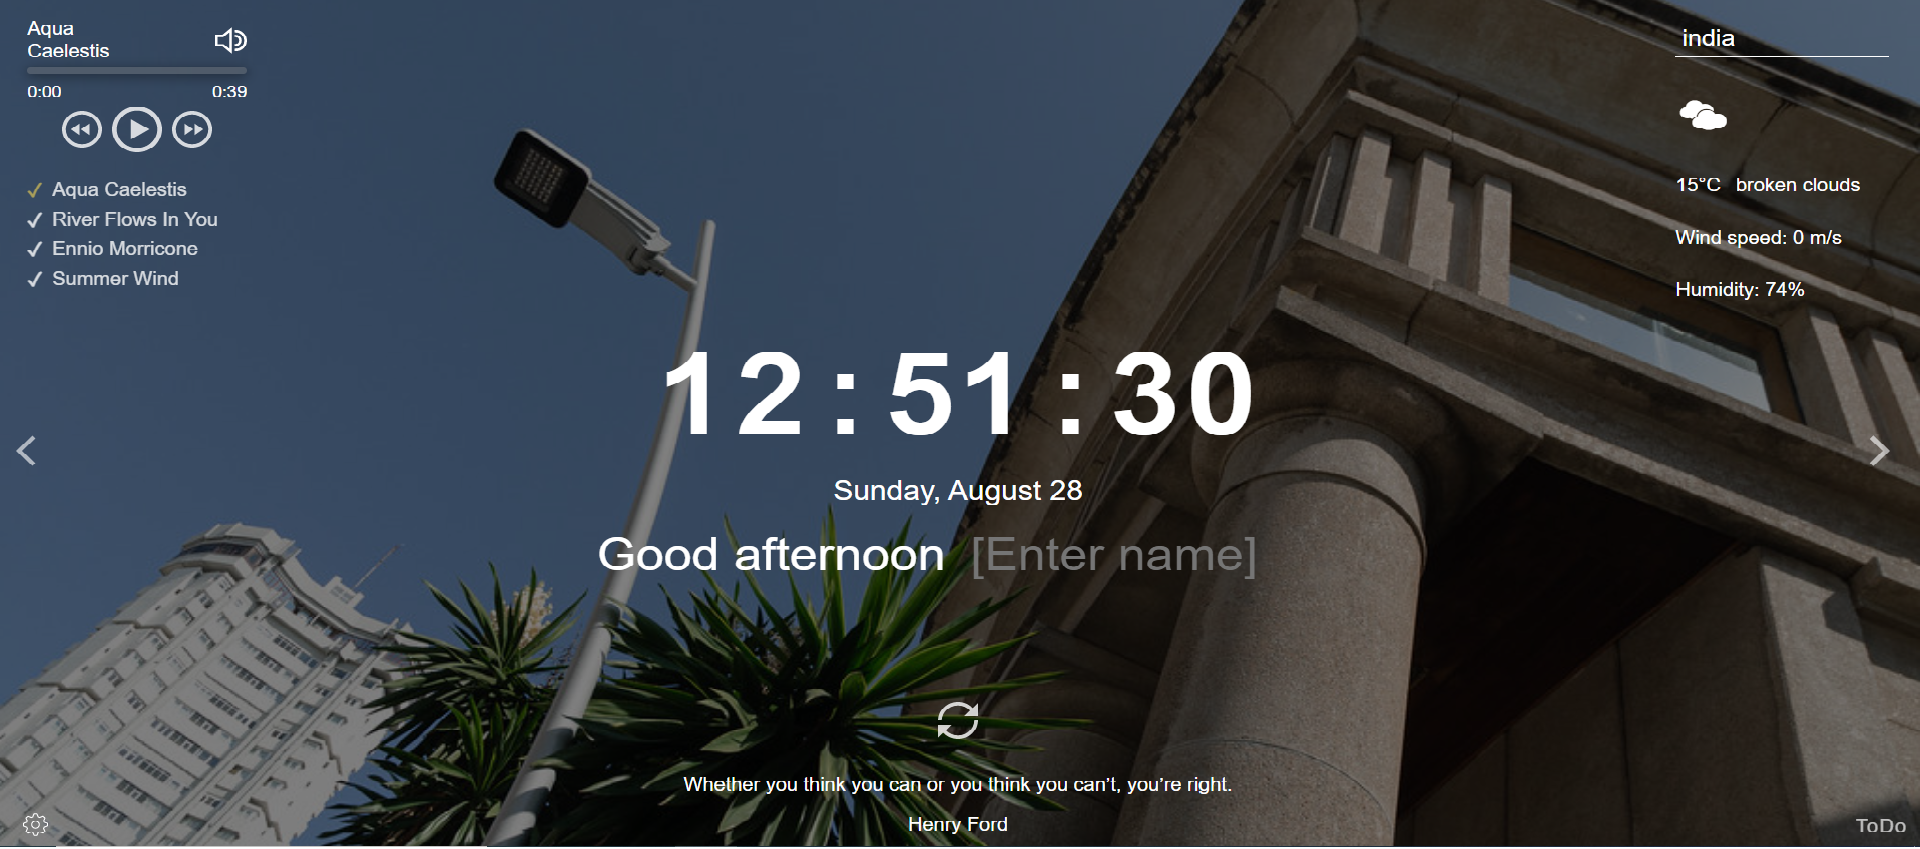 Aqua
Caelestis
0:00 0:39
Aqua Caelestis
River Flows In You
Ennio Morricone
Summer Wind
india
15°C broken clouds
Wind speed: 0 m/s
Humidity: 74%
12:51:30
Sunday, August 28
Good afternoon [Enter name]
Whether you think you can or you think you can’t, you’re right.
Henry Ford
ToDo